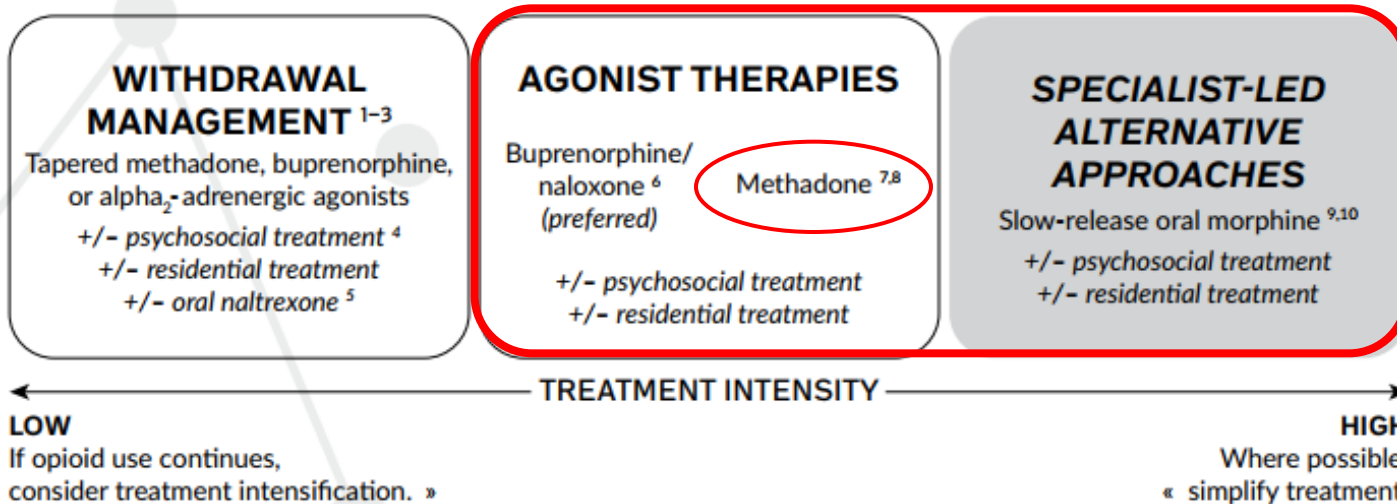 WITHDRAWAL
MANAGEMENT 1–3
Tapered methadone, buprenorphine,
or alpha2-adrenergic agonists
+/– psychosocial treatment 4
+/– residential treatment
+/– oral naltrexone 5
AGONIST THERAPIES
Buprenorphine/
naloxone 6
(preferred)
Methadone 7,8
+/– psychosocial treatment
+/– residential treatment
SPECIALIST-LED
ALTERNATIVE
APPROACHES
Slow-release oral morphine 9,10
+/– psychosocial treatment
+/– residential treatment
TREATMENT INTENSITY
LOW
If opioid use continues,
consider treatment intensification. »
HIGH
Where possible
« simplify treatment